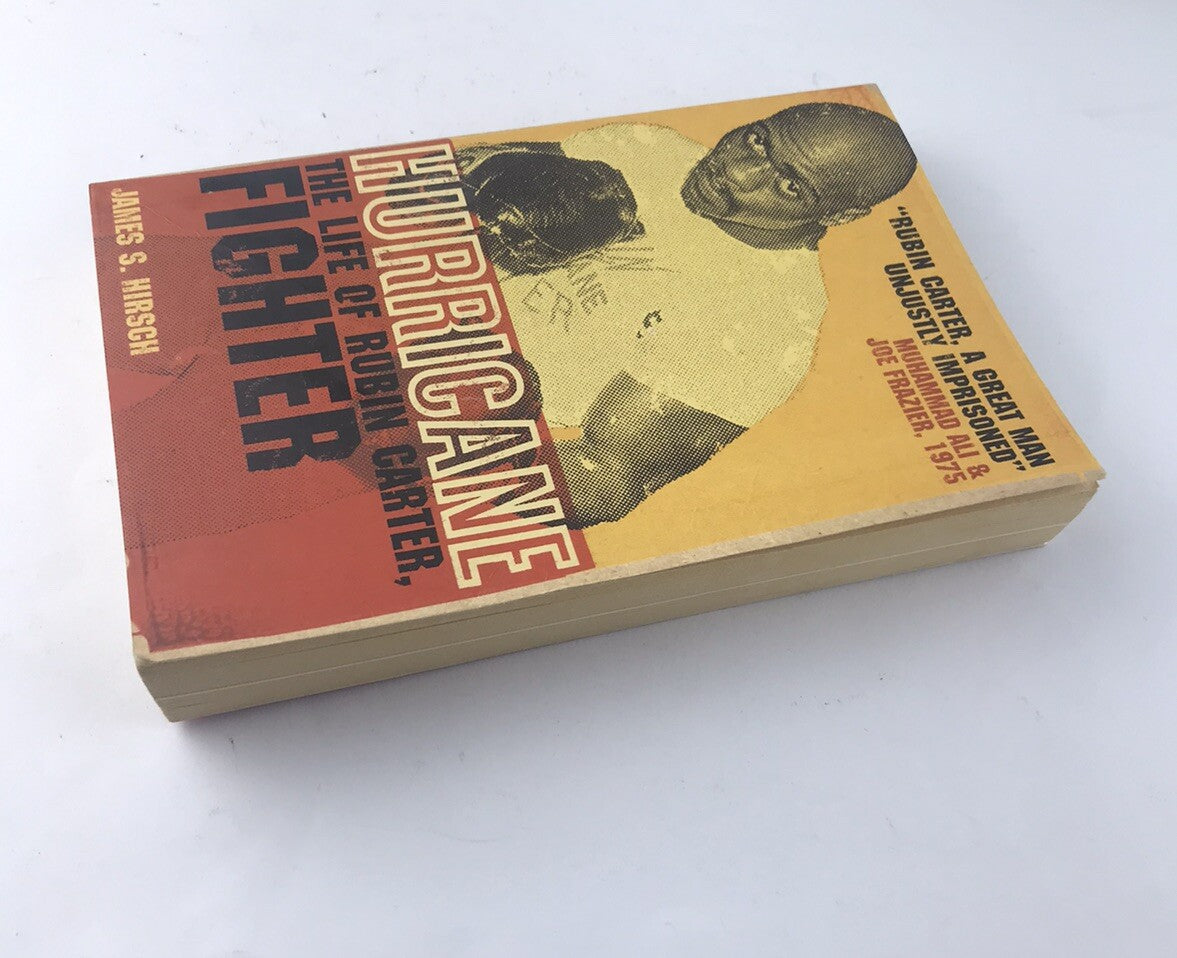 "RUBIN CARTER, A GREAT MAN
UNJUSTLY IMPRISONED"
MUHAMMAD ALI &
JOE FRAZIER, 1975
HURRICANE
THE LIFE OF RUBIN CARTER,
FIGHTER
JAMES S. HIRSCH